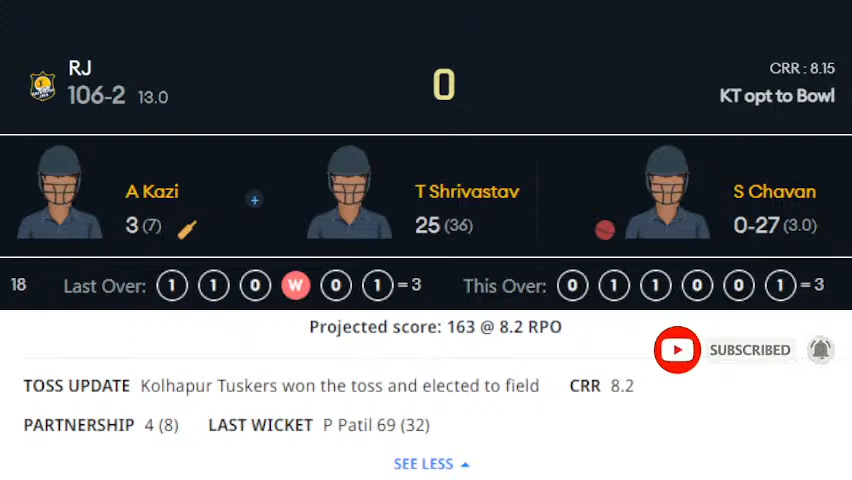 RJ
106-2 13.0
0
CRR : 8.15
KT opt to Bowl
A Kazi
3 (7)
+
T Shrivastav
25 (36)
S Chavan
0-27 (3.0)
18 Last Over: 1 1 0 W 0 1 = 3 This Over: 0 1 1 0 0 1 = 3
Projected score: 163 @ 8.2 RPO
SUBSCRIBED
TOSS UPDATE Kolhapur Tuskers won the toss and elected to field CRR 8.2
PARTNERSHIP 4 (8) LAST WICKET P Patil 69 (32)
SEE LESS